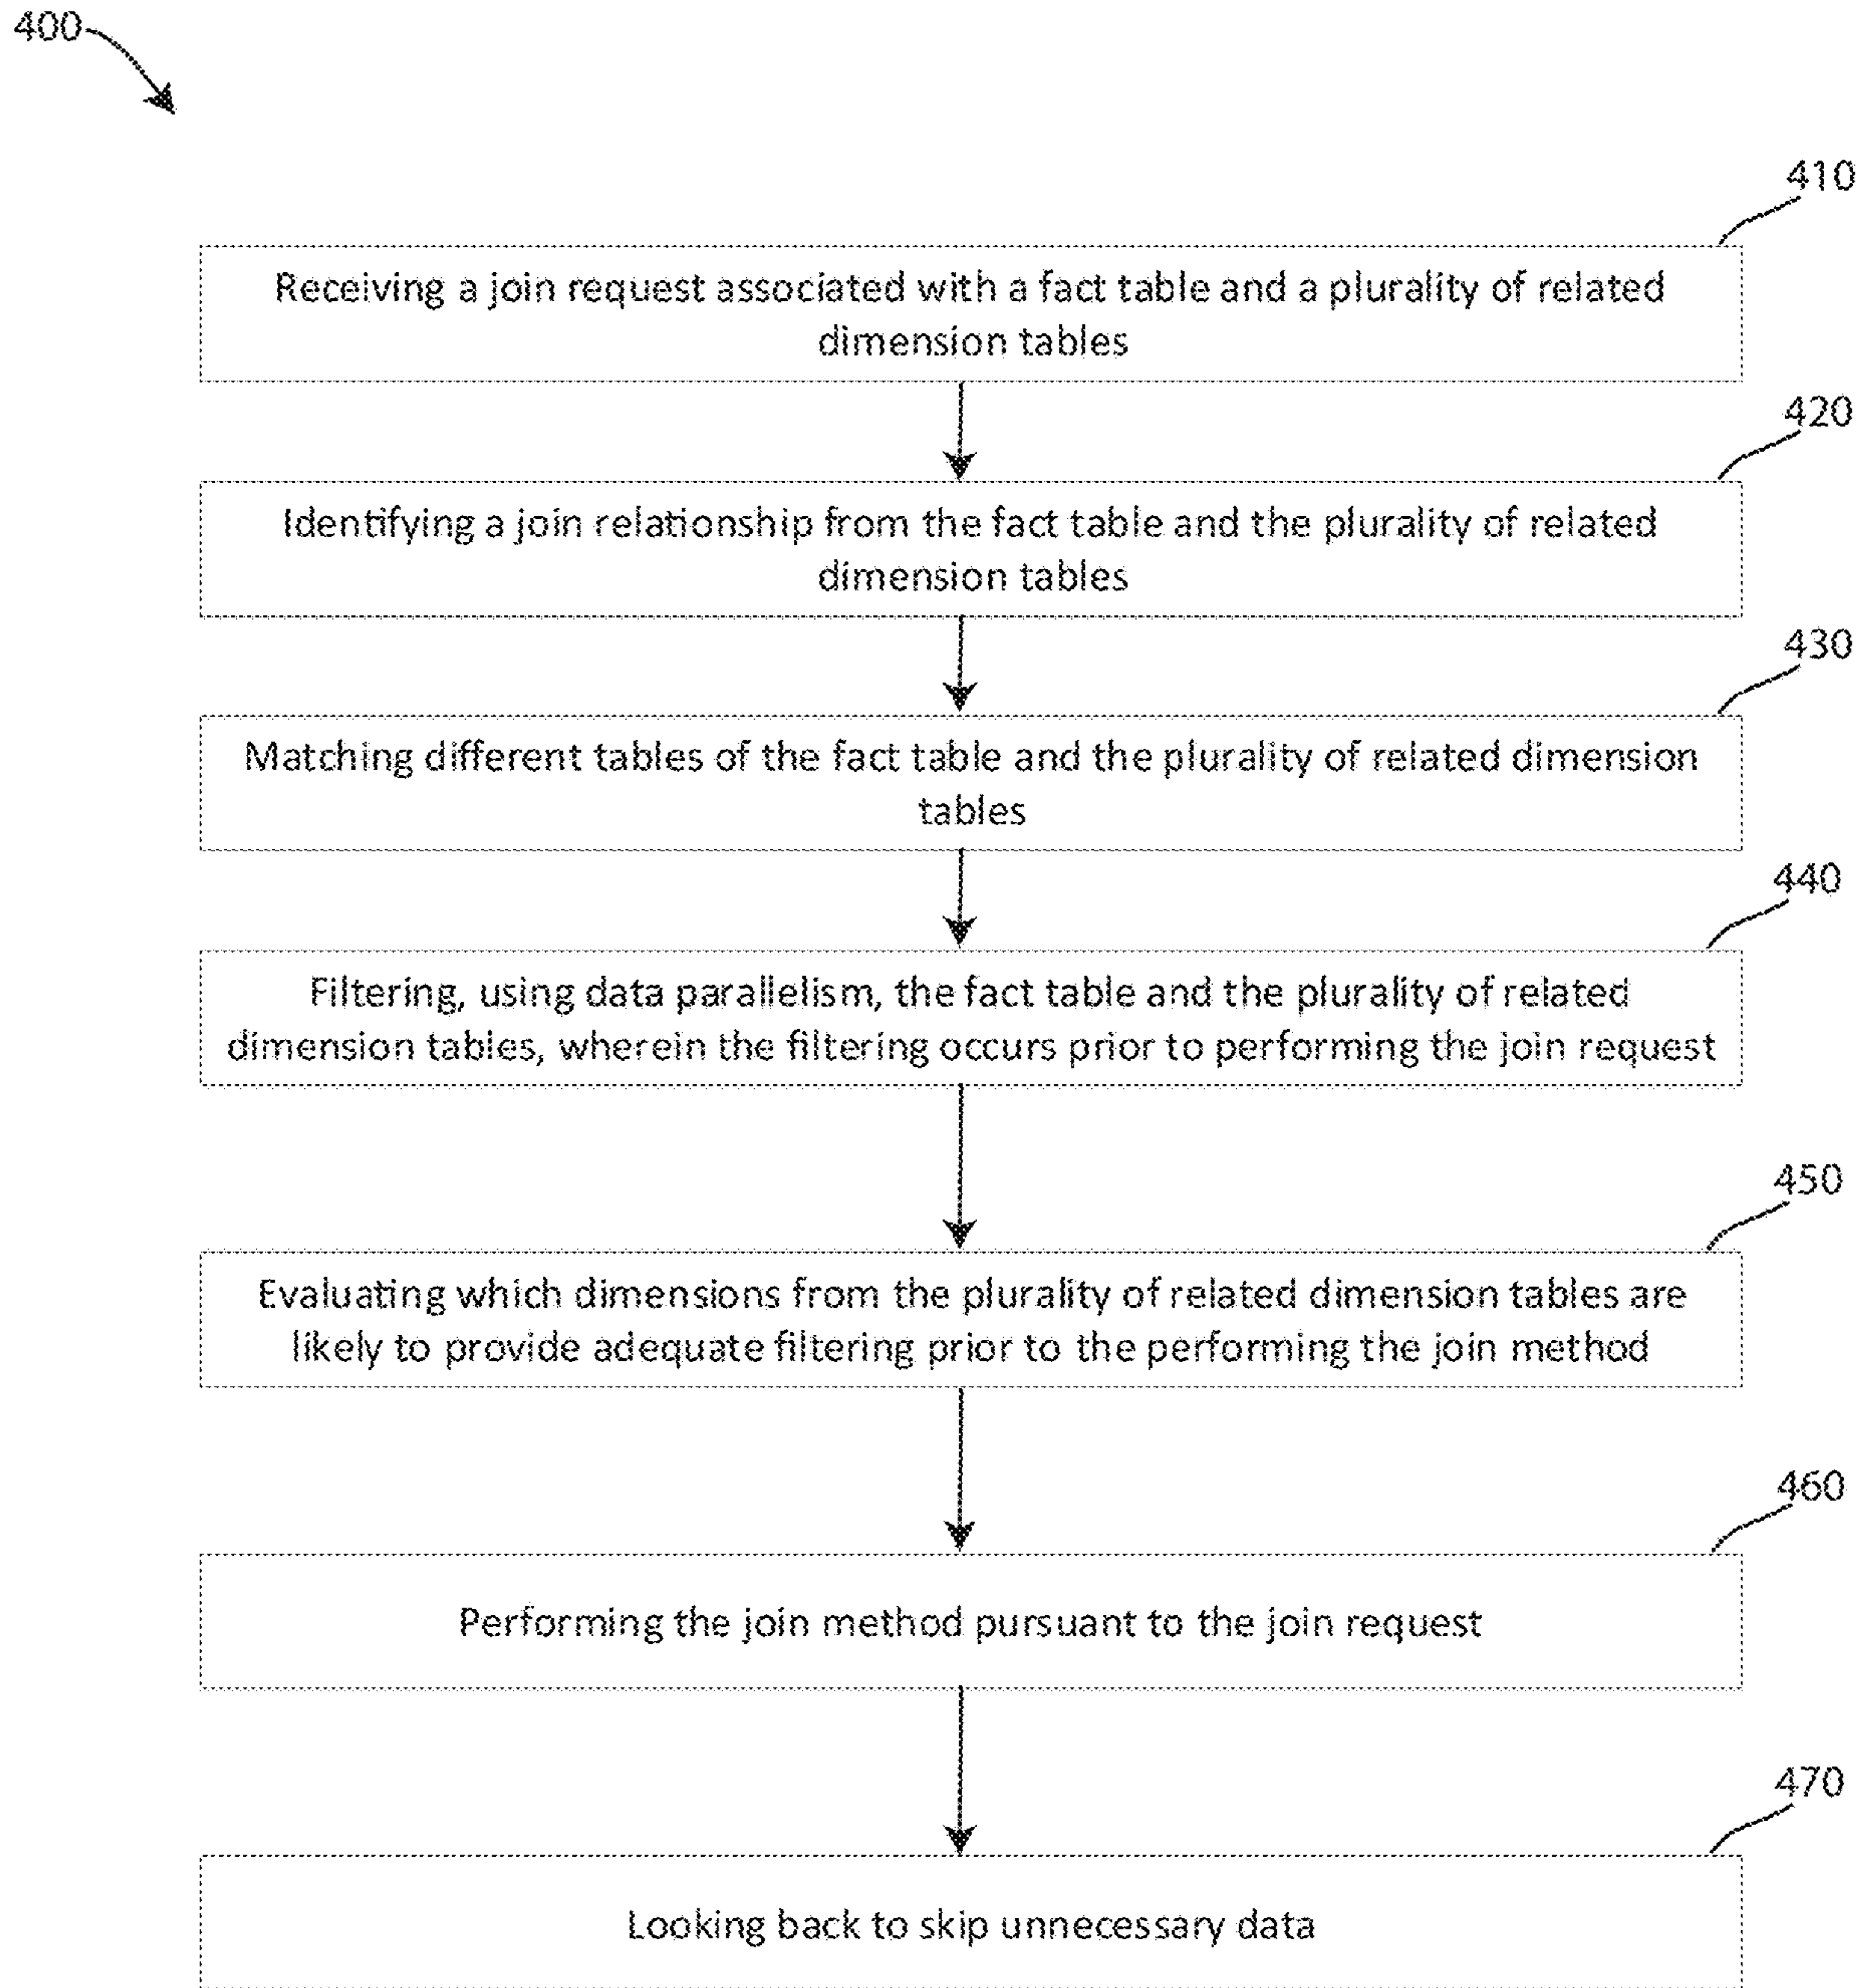 400
410
Receiving a join request associated with a fact table and a plurality of related
dimension tables
420
Identifying a join relationship from the fact table and the plurality of related
dimension tables
430
Matching different tables of the fact table and the plurality of related dimension
tables
440
Filtering, using data parallelism, the fact table and the plurality of related
dimension tables, wherein the filtering occurs prior to performing the join request
450
Evaluating which dimensions from the plurality of related dimension tables are
likely to provide adequate filtering prior to the performing the join method
460
Performing the join method pursuant to the join request
470
Looking back to skip unnecessary data